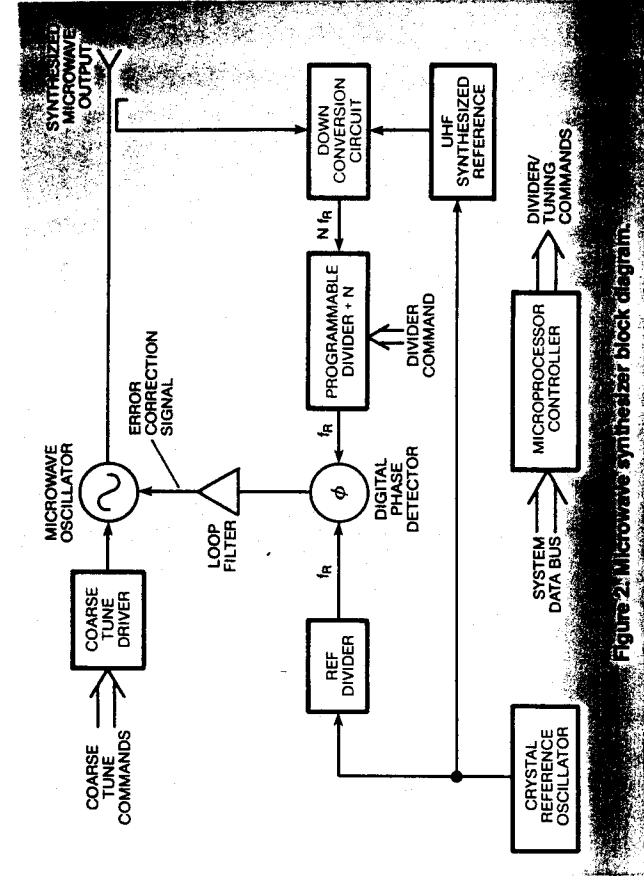 SYNTHESIZED
MICROWAVE
OUTPUT
MICROWAVE
OSCILLATOR
COARSE
TUNE
DRIVER
COARSE
TUNE
COMMANDS
ERROR
CORRECTION
SIGNAL
LOOP
FILTER
DOWN
CONVERSION
CIRCUIT
N fR
PROGRAMMABLE
DIVIDER ÷ N
fR
ϕ
fR
REF
DIVIDER
DIGITAL
PHASE
DETECTOR
DIVIDER
COMMAND
UHF
SYNTHESIZED
REFERENCE
CRYSTAL
REFERENCE
OSCILLATOR
SYSTEM
DATA BUS
MICROPROCESSOR
CONTROLLER
DIVIDER/
TUNING
COMMANDS
Figure 2: Microwave synthesizer block diagram.